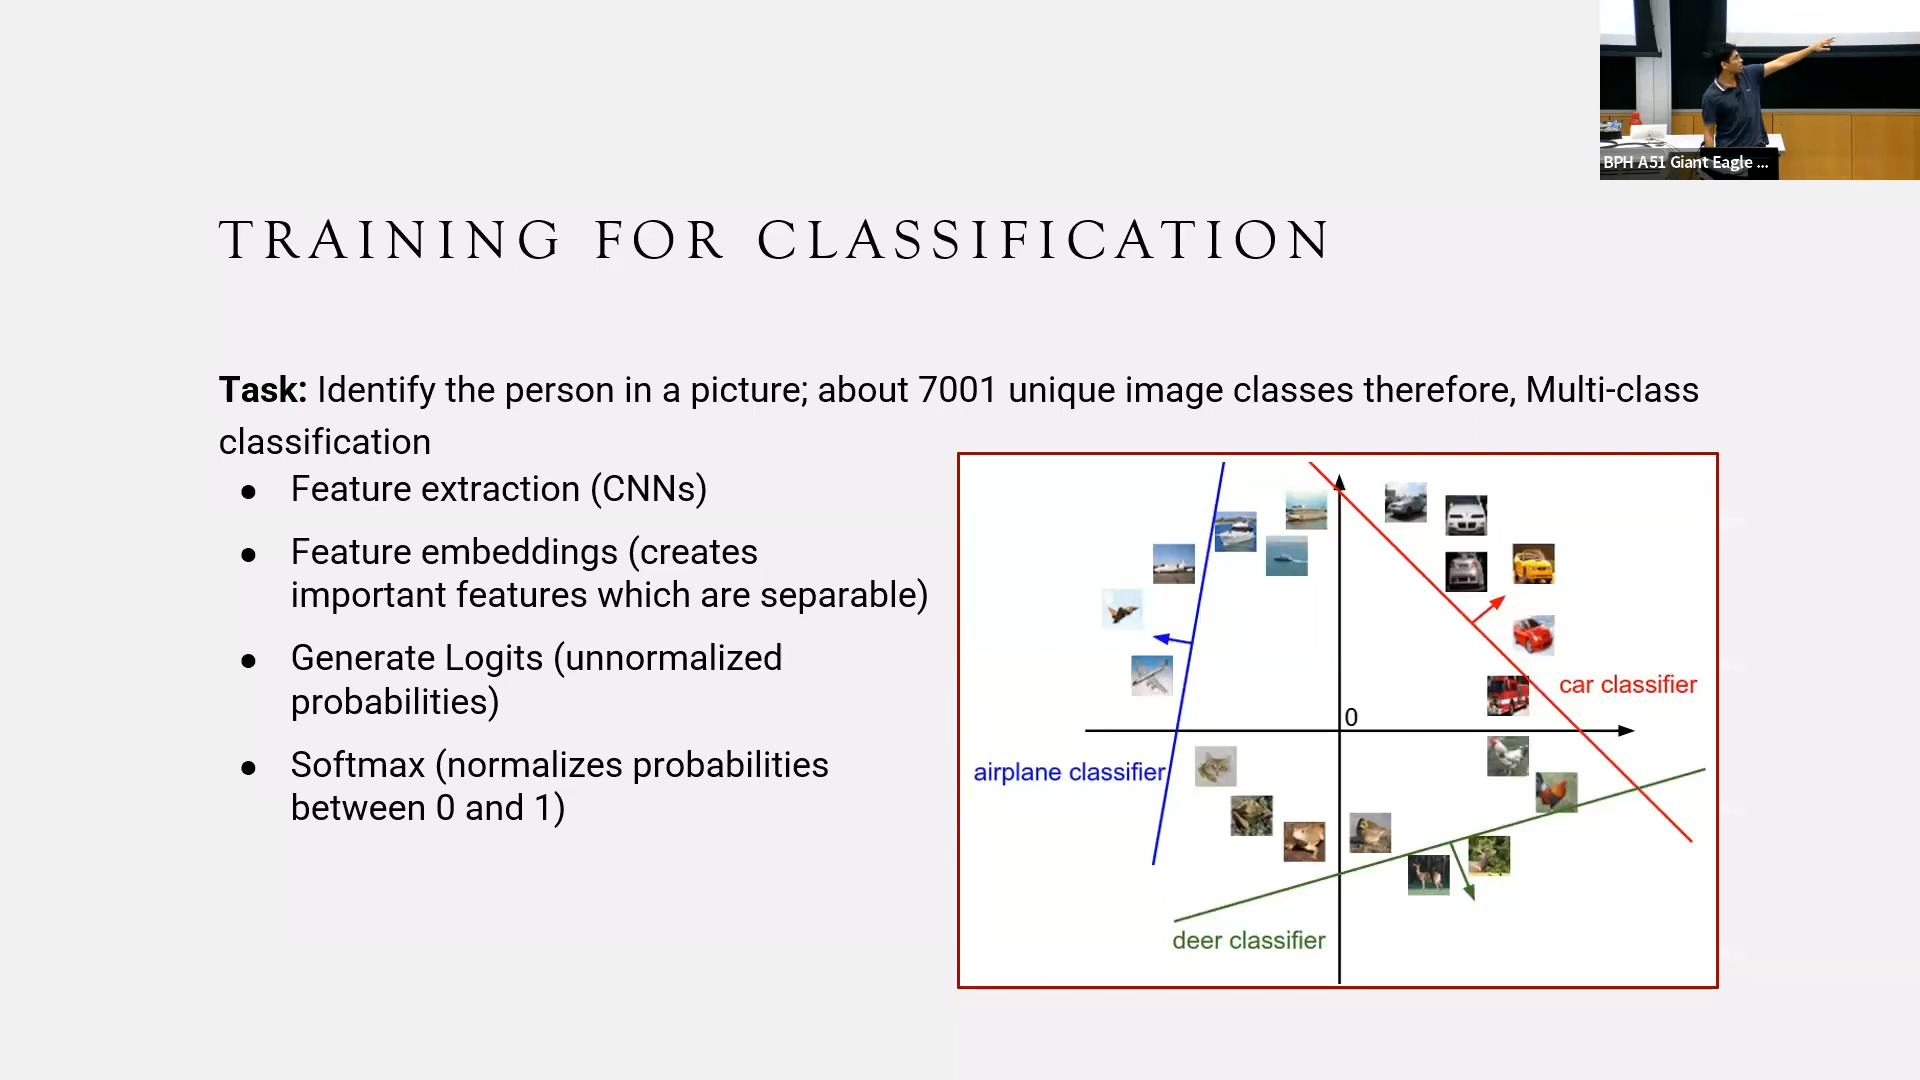 BPH A51 Giant Eagle ...
TRAINING FOR CLASSIFICATION
Task: Identify the person in a picture; about 7001 unique image classes therefore, Multi-class
classification
● Feature extraction (CNNs)
● Feature embeddings (creates
important features which are separable)
● Generate Logits (unnormalized
probabilities)
● Softmax (normalizes probabilities
between 0 and 1)
car classifier
0
airplane classifier
deer classifier